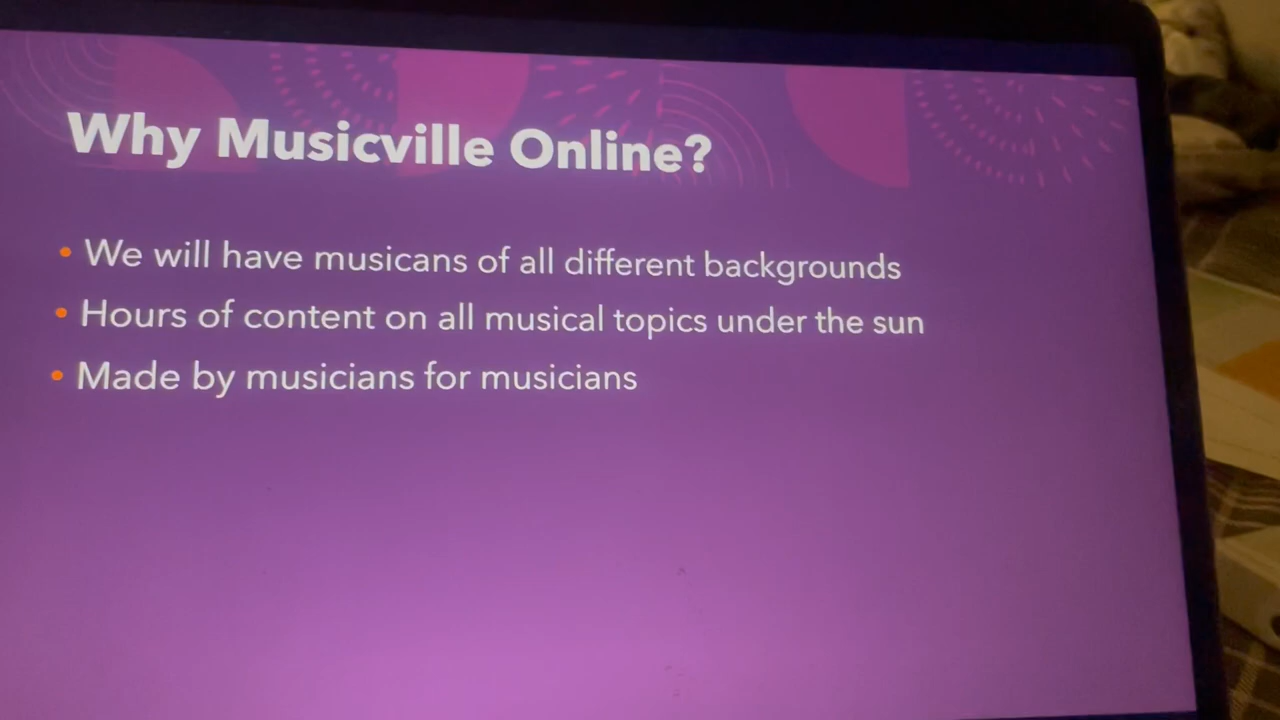 Why Musicville Online?
• We will have musicans of all different backgrounds
• Hours of content on all musical topics under the sun
• Made by musicians for musicians